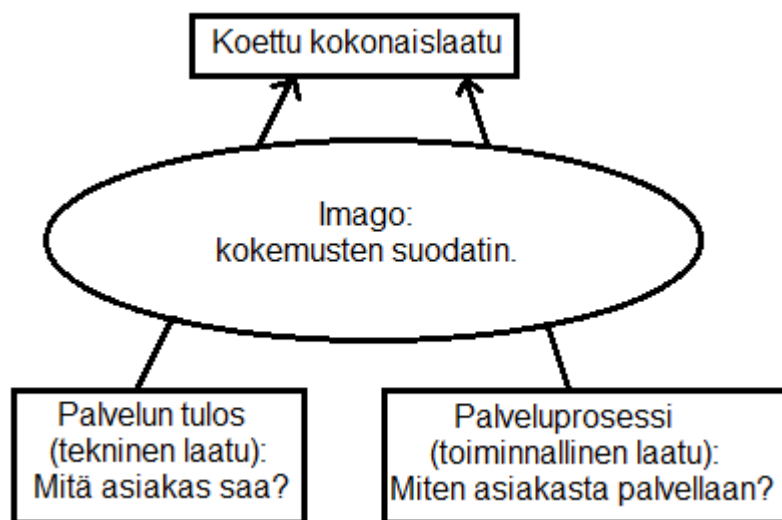 Koettu kokonaislaatu
Imago:
kokemusten suodatin.
Palvelun tulos
(tekninen laatu):
Mitä asiakas saa?
Palveluprosessi
(toiminnallinen laatu):
Miten asiakasta palvellaan?